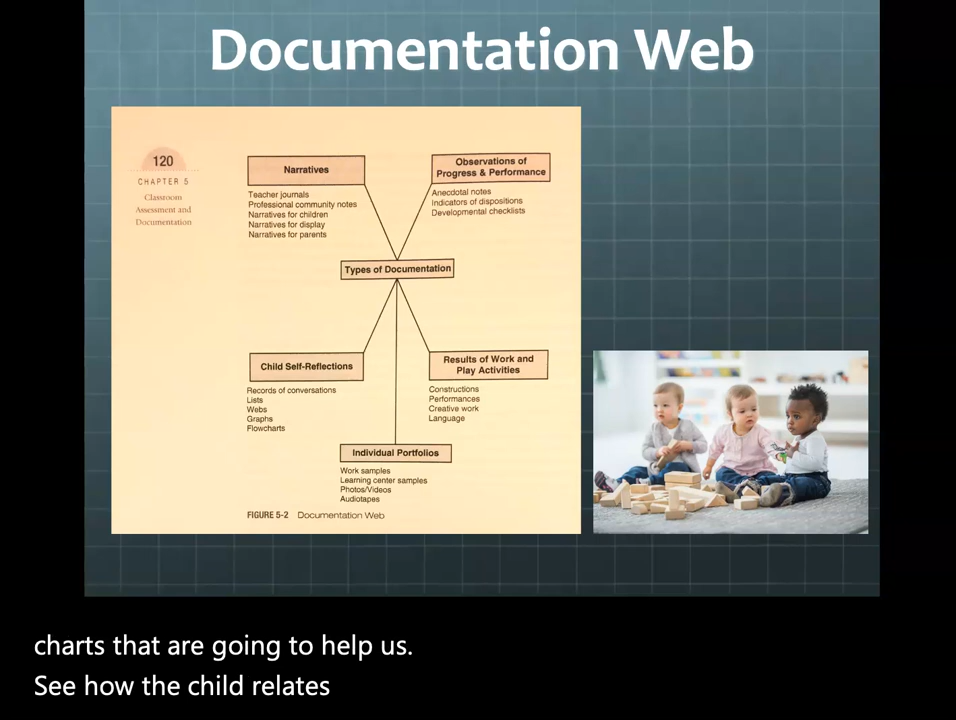 Documentation Web
120
CHAPTER 5
Classroom
Assessment and
Documentation
Narratives
Teacher journals
Professional community notes
Narratives for children
Narratives for display
Narratives for parents
Observations of
Progress & Performance
Anecdotal notes
Indicators of dispositions
Developmental checklists
Types of Documentation
Child Self-Reflections
Records of conversations
Lists
Webs
Graphs
Flowcharts
Results of Work and
Play Activities
Constructions
Performances
Creative work
Language
Individual Portfolios
Work samples
Learning center samples
Photos/Videos
Audiotapes
FIGURE 5-2 Documentation Web
charts that are going to help us.
See how the child relates